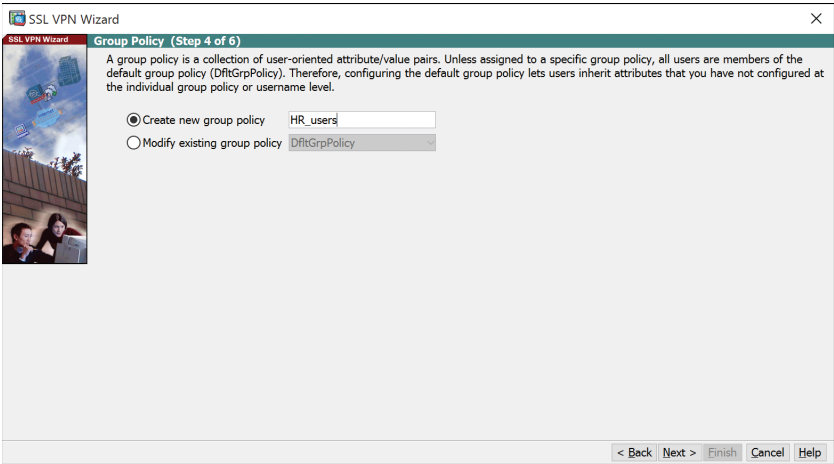 SSL VPN Wizard
SSL VPN Wizard
Group Policy (Step 4 of 6)
A group policy is a collection of user-oriented attribute/value pairs. Unless assigned to a specific group policy, all users are members of the
default group policy (DfltGrpPolicy). Therefore, configuring the default group policy lets users inherit attributes that you have not configured at
the individual group policy or username level.
Create new group policy HR_users
Modify existing group policy DfltGrpPolicy
< Back Next > Finish Cancel Help